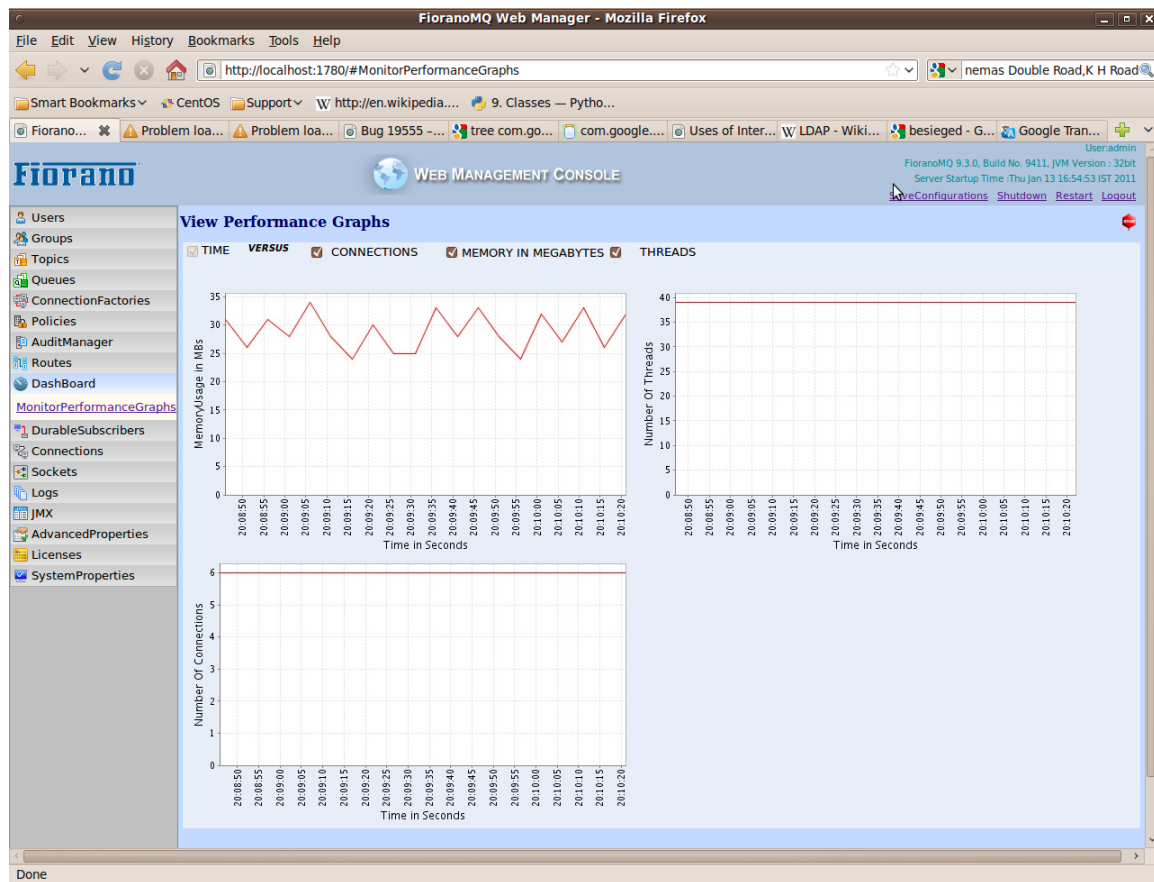 FioranoMQ Web Manager - Mozilla Firefox
File Edit View History Bookmarks Tools Help
http://localhost:1780/#MonitorPerformanceGraphs
nemas Double Road,K H Road
Smart Bookmarks CentOS Support http://en.wikipedia.... 9. Classes — Pytho...
Fiorano... Problem loa... Problem loa... Bug 19555 –... tree com.go... com.google.... Uses of Inter... LDAP - Wiki... besieged - G... Google Tran...
Fiorano
WEB MANAGEMENT CONSOLE
User:admin
FioranoMQ 9.3.0, Build No. 9411, JVM Version : 32bit
Server Startup Time :Thu Jan 13 16:54:53 IST 2011
SaveConfigurations Shutdown Restart Logout
Users
Groups
Topics
Queues
ConnectionFactories
Policies
AuditManager
Routes
DashBoard
MonitorPerformanceGraphs
DurableSubscribers
Connections
Sockets
Logs
JMX
AdvancedProperties
Licenses
SystemProperties
View Performance Graphs
TIME VERSUS CONNECTIONS MEMORY IN MEGABYTES THREADS
MemoryUsage in MBs
35
30
25
20
15
10
5
0
20:08:50 20:08:55 20:09:00 20:09:05 20:09:10 20:09:15 20:09:20 20:09:25 20:09:30 20:09:35 20:09:40 20:09:45 20:09:50 20:09:55 20:10:00 20:10:05 20:10:10 20:10:15 20:10:20
Time in Seconds
Number Of Threads
40
35
30
25
20
15
10
5
0
20:08:50 20:08:55 20:09:00 20:09:05 20:09:10 20:09:15 20:09:20 20:09:25 20:09:30 20:09:35 20:09:40 20:09:45 20:09:50 20:09:55 20:10:00 20:10:05 20:10:10 20:10:15 20:10:20
Time in Seconds
Number Of Connections
6
5
4
3
2
1
0
20:08:50 20:08:55 20:09:00 20:09:05 20:09:10 20:09:15 20:09:20 20:09:25 20:09:30 20:09:35 20:09:40 20:09:45 20:09:50 20:09:55 20:10:00 20:10:05 20:10:10 20:10:15 20:10:20
Time in Seconds
Done